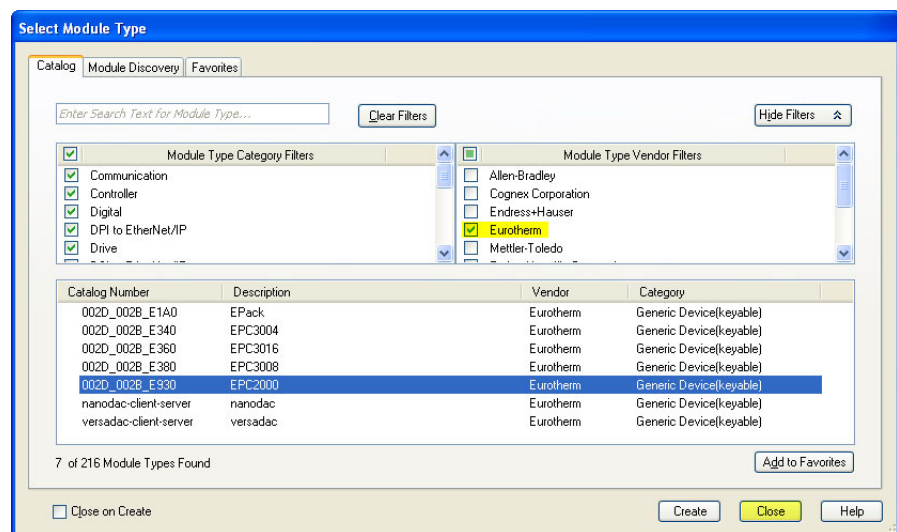 Select Module Type
Catalog Module Discovery Favorites
Enter Search Text for Module Type... Clear Filters Hide Filters
Module Type Category Filters Module Type Vendor Filters
Communication Allen-Bradley
Controller Cognex Corporation
Digital Endress+Hauser
DPI to EtherNet/IP Eurotherm
Drive Mettler-Toledo
Catalog Number Description Vendor Category
002D_002B_E1A0 EPack Eurotherm Generic Device(keyable)
002D_002B_E340 EPC3004 Eurotherm Generic Device(keyable)
002D_002B_E360 EPC3016 Eurotherm Generic Device(keyable)
002D_002B_E380 EPC3008 Eurotherm Generic Device(keyable)
002D_002B_E930 EPC2000 Eurotherm Generic Device(keyable)
nanodac-client-server nanodac Eurotherm Generic Device(keyable)
versadac-client-server versadac Eurotherm Generic Device(keyable)
7 of 216 Module Types Found Add to Favorites
Close on Create Create Close Help